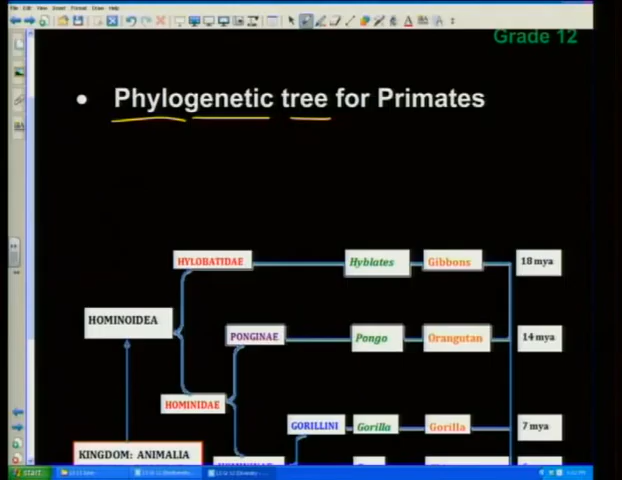 Grade 12
• Phylogenetic tree for Primates
HYLOBATIDAE Hyblates Gibbons 18 mya
HOMINOIDEA
PONGINAE Pongo Orangutan 14 mya
HOMINIDAE
GORILLINI Gorilla Gorilla 7 mya
KINGDOM: ANIMALIA
start